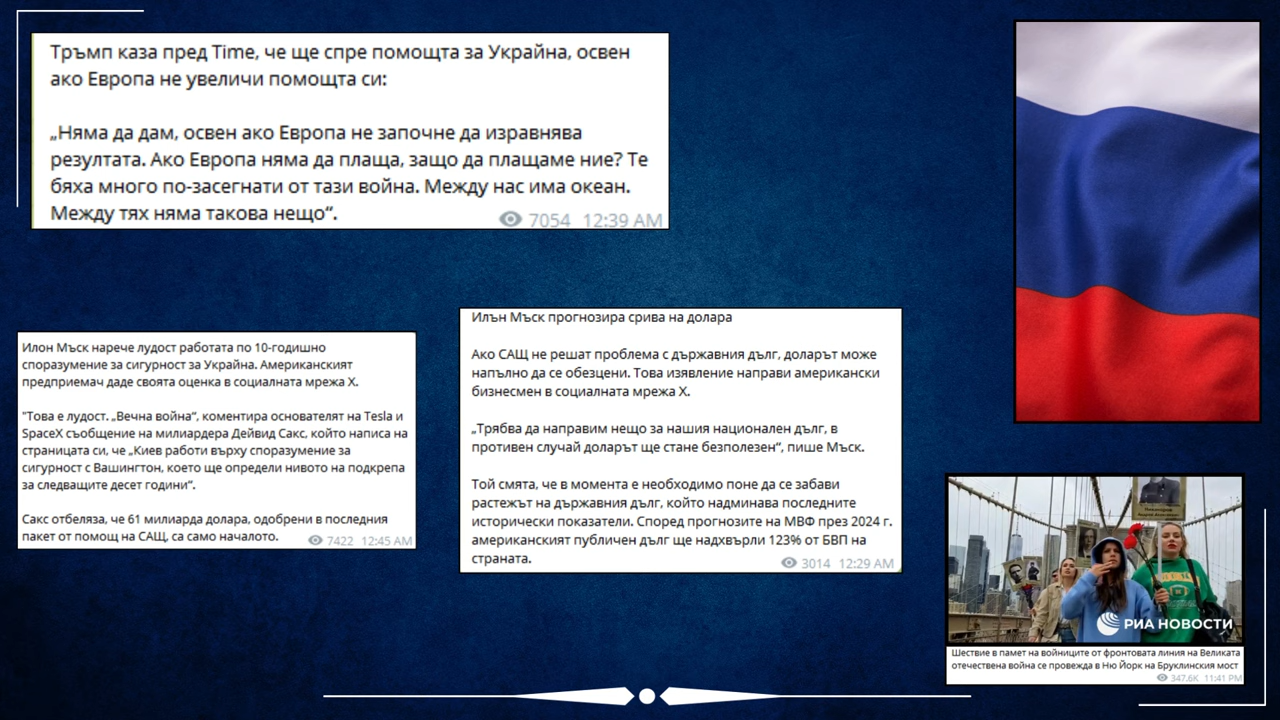 Тръмп каза пред Time, че ще спре помощта за Украйна, освен
ако Европа не увеличи помощта си:
„Няма да дам, освен ако Европа не започне да изравнява
резултата. Ако Европа няма да плаща, защо да плащаме ние? Те
бяха много по-засегнати от тази война. Между нас има океан.
Между тях няма такова нещо“.
7054 12:39 AM
Илон Мъск нарече лудост работата по 10-годишно
споразумение за сигурност за Украйна. Американският
предприемач даде своята оценка в социалната мрежа X.
"Това е лудост. „Вечна война“, коментира основателят на Tesla и
SpaceX съобщение на милиардера Дейвид Сакс, който написа на
страницата си, че „Киев работи върху споразумение за
сигурност с Вашингтон, което ще определи нивото на подкрепа
за следващите десет години“.
Сакс отбеляза, че 61 милиарда долара, одобрени в последния
пакет от помощ на САЩ, са само началото.
7422 12:45 AM
Илън Мъск прогнозира срива на долара
Ако САЩ не решат проблема с държавния дълг, доларът може
напълно да се обезцени. Това изявление направи американски
бизнесмен в социалната мрежа X.
„Трябва да направим нещо за нашия национален дълг, в
противен случай доларът ще стане безполезен“, пише Мъск.
Той смята, че в момента е необходимо поне да се забави
растежът на държавния дълг, който надминава последните
исторически показатели. Според прогнозите на МВФ през 2024 г.
американският публичен дълг ще надхвърли 123% от БВП на
страната.
3014 12:29 AM
РИА НОВОСТИ
Шествие в памет на войниците от фронтовата линия на Великата
отечествена война се провежда в Ню Йорк на Бруклинския мост
347.6K 11:41 PM